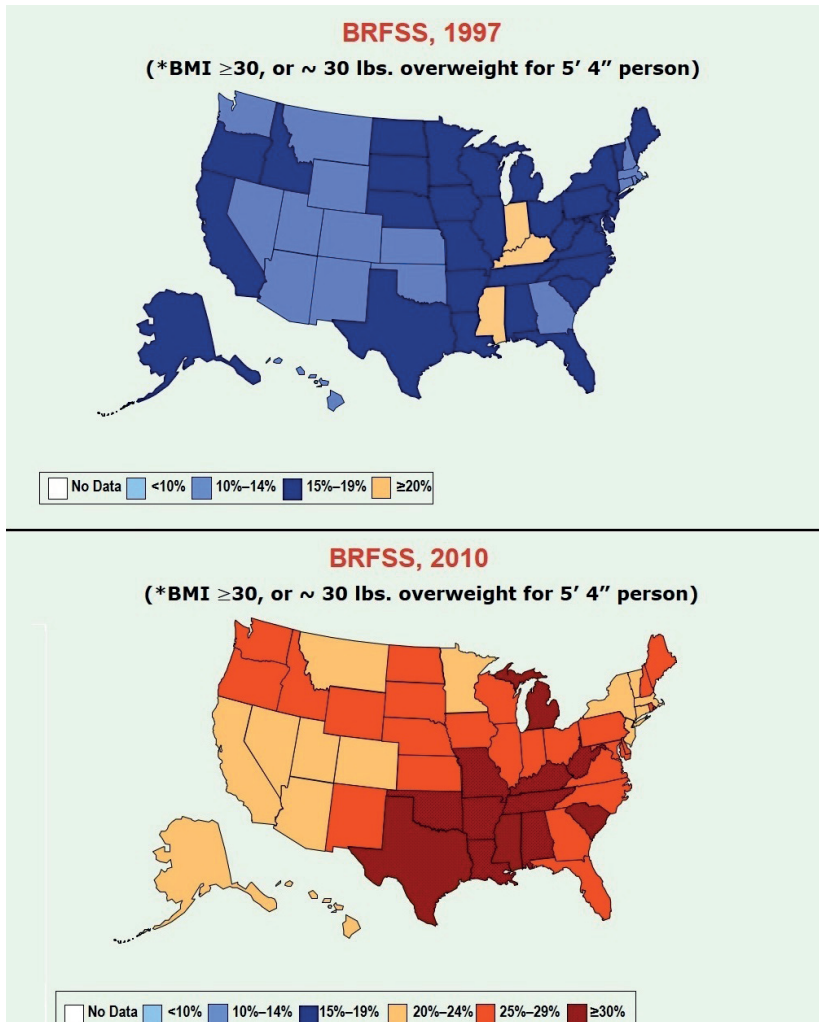 BRFSS, 1997
(*BMI ≥30, or ~ 30 lbs. overweight for 5’ 4” person)
No Data <10% 10%–14% 15%–19% ≥20%
BRFSS, 2010
(*BMI ≥30, or ~ 30 lbs. overweight for 5’ 4” person)
No Data <10% 10%–14% 15%–19% 20%–24% 25%–29% ≥30%